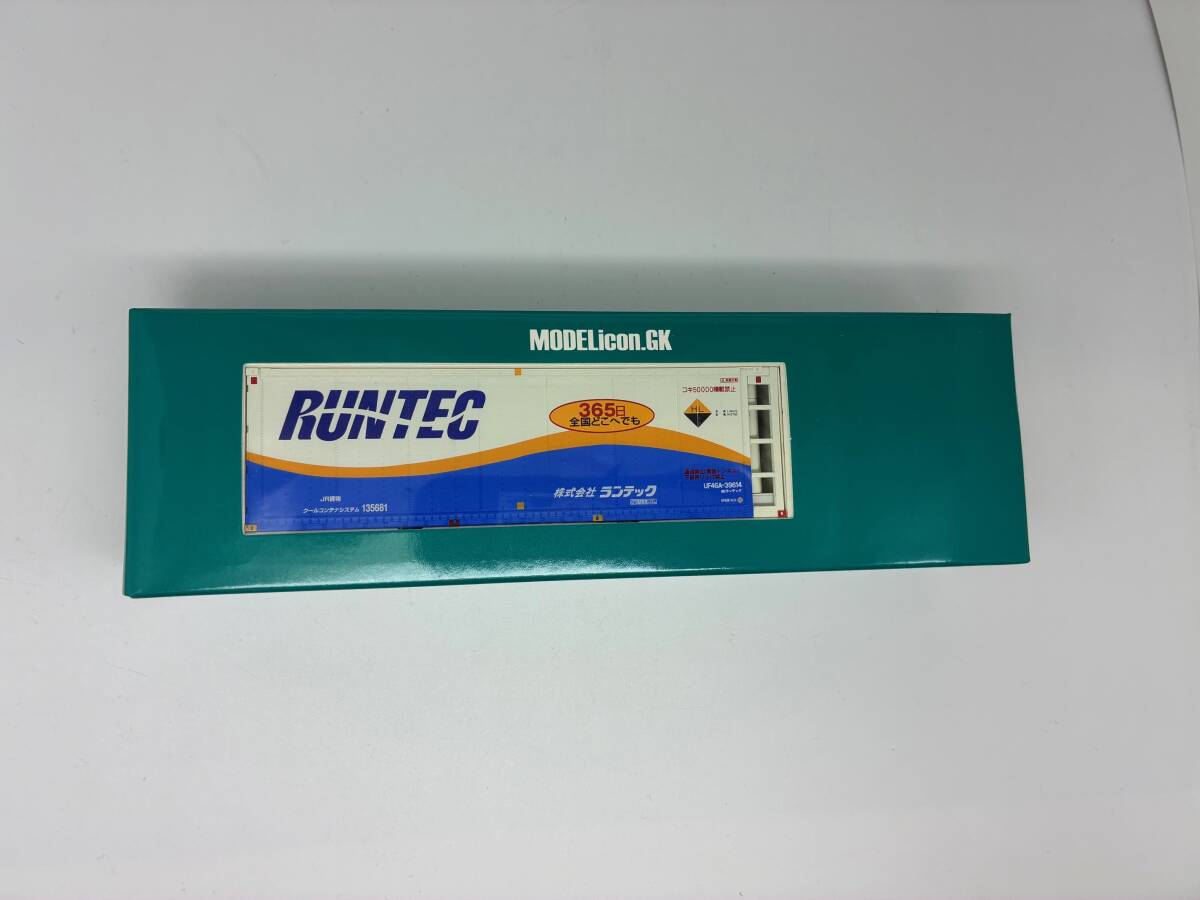 MODELicon.GK
RUNTEC
365日
全国どこへでも
コキ50000積載禁止
HL
株式会社 ランテック
UF46A-39614
JR貨物
クールコンテナシステム 135681